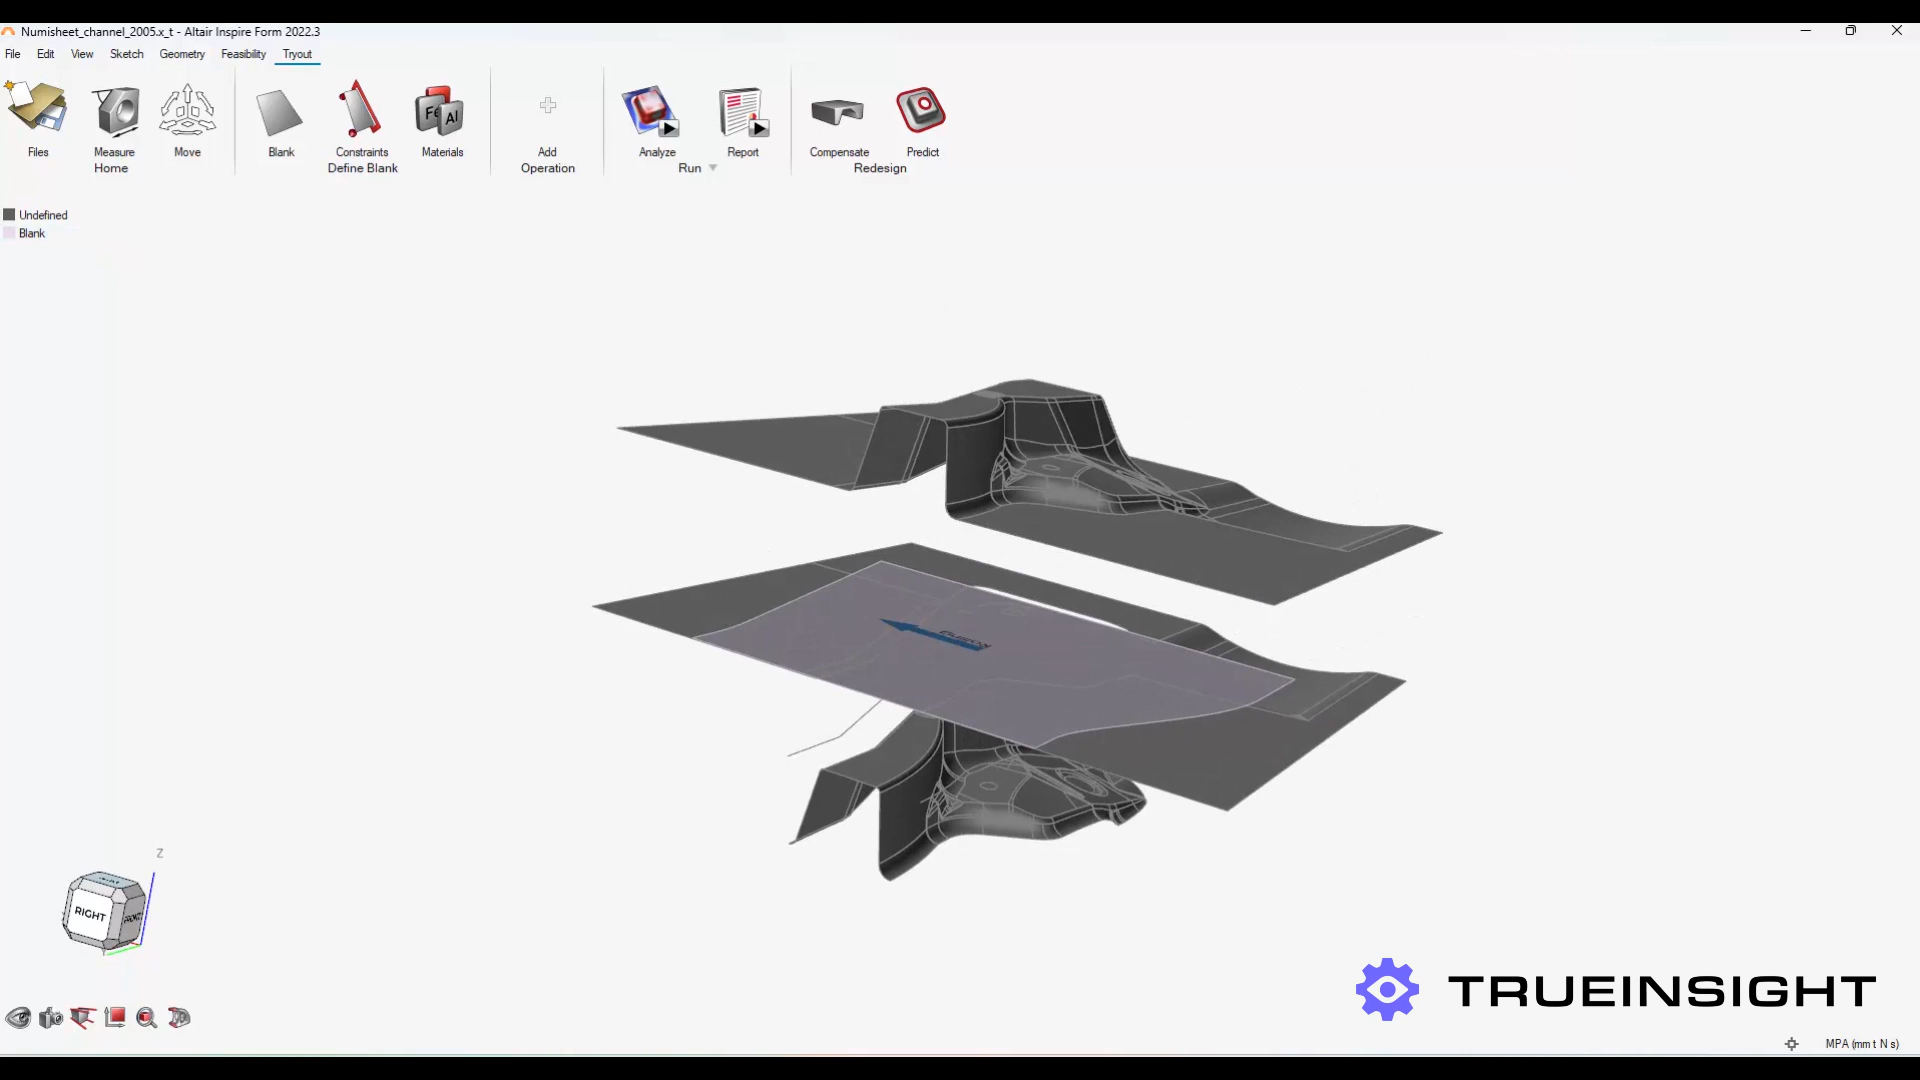 Numisheet_channel_2005.x_t - Altair Inspire Form 2022.3
File Edit View Sketch Geometry Feasibility Tryout
Fe Al
Files Measure Move Blank Constraints Materials Add Analyze Report Compensate Predict
Home Define Blank Operation Run Redesign
Undefined
Blank
Z
RIGHT
FRONT
Y
TRUEINSIGHT
MPA (mm t N s)